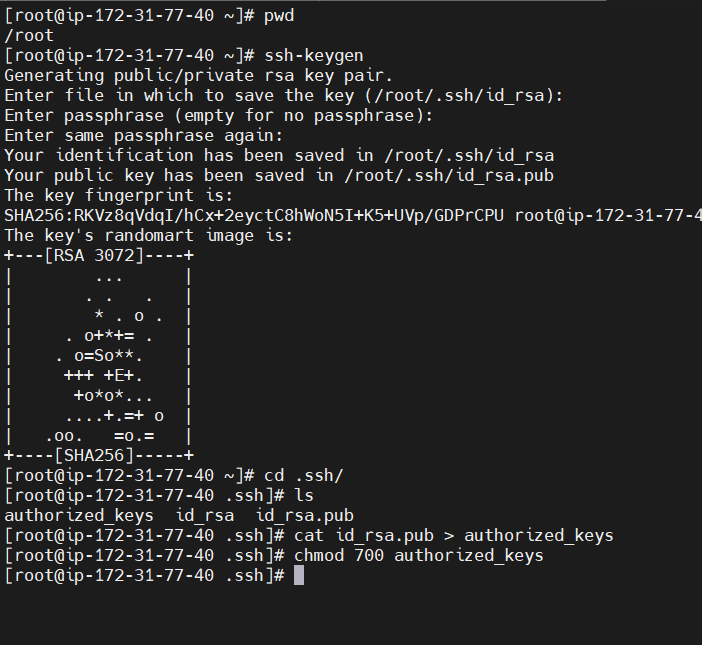 [root@ip-172-31-77-40 ~]# pwd
/root
[root@ip-172-31-77-40 ~]# ssh-keygen
Generating public/private rsa key pair.
Enter file in which to save the key (/root/.ssh/id_rsa):
Enter passphrase (empty for no passphrase):
Enter same passphrase again:
Your identification has been saved in /root/.ssh/id_rsa
Your public key has been saved in /root/.ssh/id_rsa.pub
The key fingerprint is:
SHA256:RKVz8qVdqI/hCx+2eyctC8hWoN5I+K5+UVp/GDPrCPU root@ip-172-31-77-4
The key's randomart image is:
+---[RSA 3072]----+
|        ...      |
|       . .   .   |
|        * . o .  |
|     . o+*+= .   |
|    . o=So**.    |
|     +++ +E+.    |
|      +o*o*...   |
|     ....+.=+ o  |
|   .oo.   =o.=   |
+----[SHA256]-----+
[root@ip-172-31-77-40 ~]# cd .ssh/
[root@ip-172-31-77-40 .ssh]# ls
authorized_keys  id_rsa  id_rsa.pub
[root@ip-172-31-77-40 .ssh]# cat id_rsa.pub > authorized_keys
[root@ip-172-31-77-40 .ssh]# chmod 700 authorized_keys
[root@ip-172-31-77-40 .ssh]#